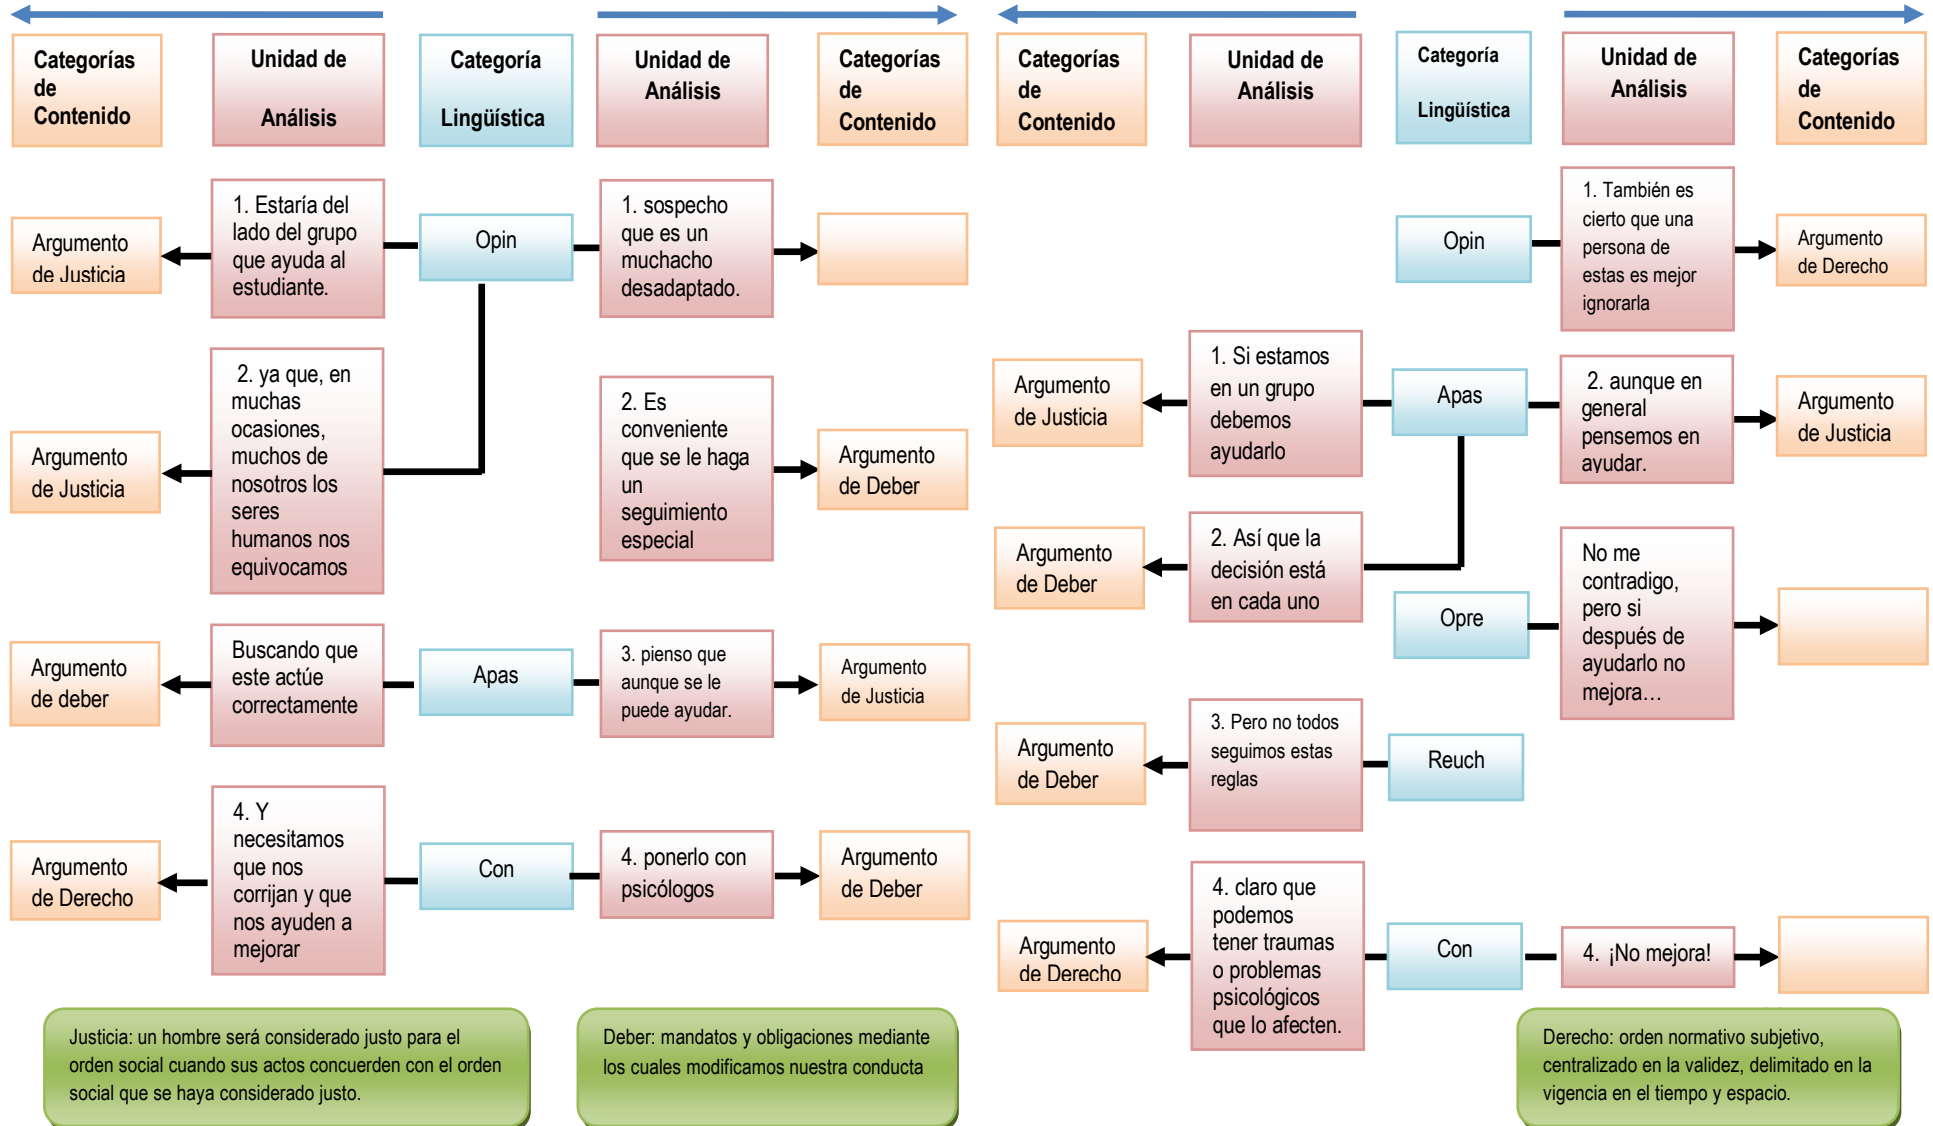 Categorías
de
Contenido
Unidad de
Análisis
Categoría
Lingüística
Unidad de
Análisis
Categorías
de
Contenido
Argumento
de Justicia
1. Estaría del
lado del grupo
que ayuda al
estudiante.
Opin
1. sospecho
que es un
muchacho
desadaptado.
Argumento
de Justicia
2. ya que, en
muchas
ocasiones,
muchos de
nosotros los
seres
humanos nos
equivocamos
2. Es
conveniente
que se le haga
un
seguimiento
especial
Argumento
de Deber
Argumento
de deber
Buscando que
este actúe
correctamente
Apas
3. pienso que
aunque se le
puede ayudar.
Argumento
de Justicia
Argumento
de Derecho
4. Y
necesitamos
que nos
corrijan y que
nos ayuden a
mejorar
Con
4. ponerlo con
psicólogos
Argumento
de Deber
Justicia: un hombre será considerado justo para el
orden social cuando sus actos concuerden con el orden
social que se haya considerado justo.
Deber: mandatos y obligaciones mediante
los cuales modificamos nuestra conducta
Categorías
de
Contenido
Unidad de
Análisis
Categoría
Lingüística
Unidad de
Análisis
Categorías
de
Contenido
Opin
1. También es
cierto que una
persona de
estas es mejor
ignorarla
Argumento
de Derecho
Argumento
de Justicia
1. Si estamos
en un grupo
debemos
ayudarlo
Apas
2. aunque en
general
pensemos en
ayudar.
Argumento
de Justicia
Argumento
de Deber
2. Así que la
decisión está
en cada uno
Opre
No me
contradigo,
pero si
después de
ayudarlo no
mejora…
Argumento
de Deber
3. Pero no todos
seguimos estas
reglas
Reuch
Argumento
de Derecho
4. claro que
podemos
tener traumas
o problemas
psicológicos
que lo afecten.
Con
4. ¡No mejora!
Derecho: orden normativo subjetivo,
centralizado en la validez, delimitado en la
vigencia en el tiempo y espacio.